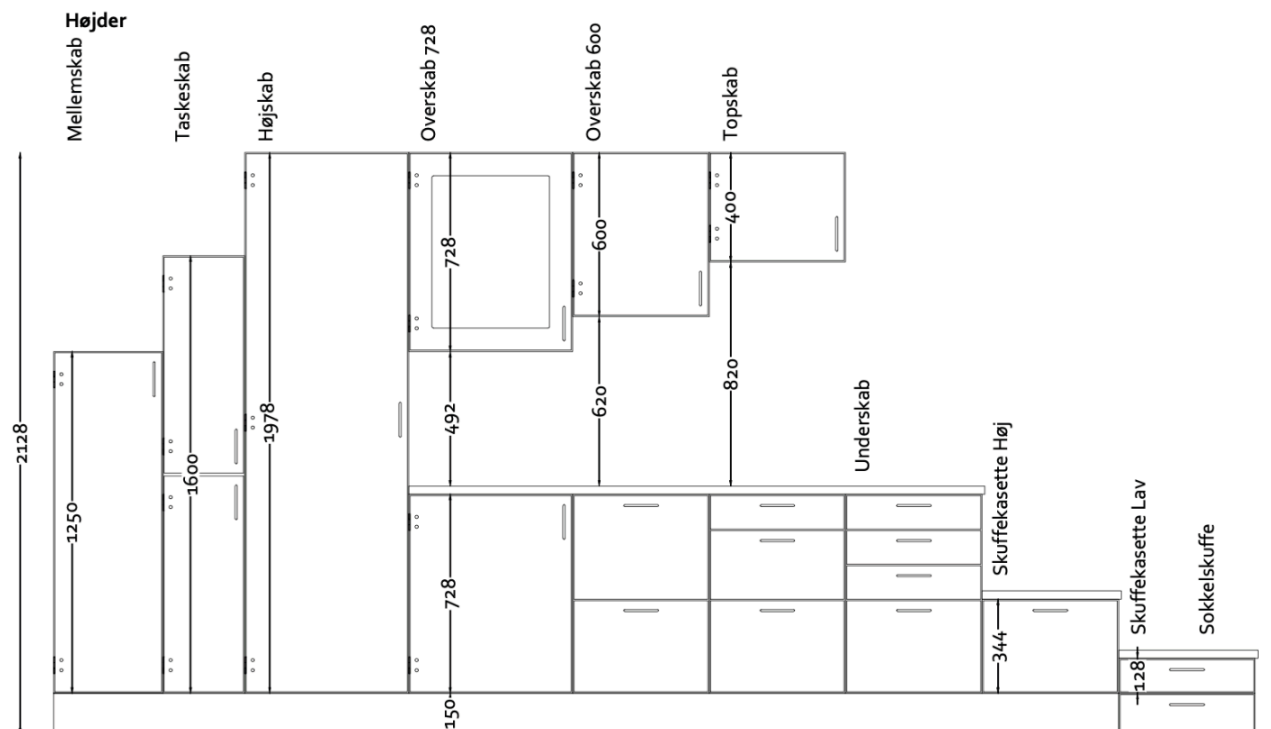 Højder
Mellemskab
Taskeskab
Højskab
Overskab 728
Overskab 600
Topskab
Underskab
Skuffekasette Høj
Skuffekasette Lav
Sokkelskuffe
2128
1250
1600
1978
728
492
728
150
600
620
400
820
344
128